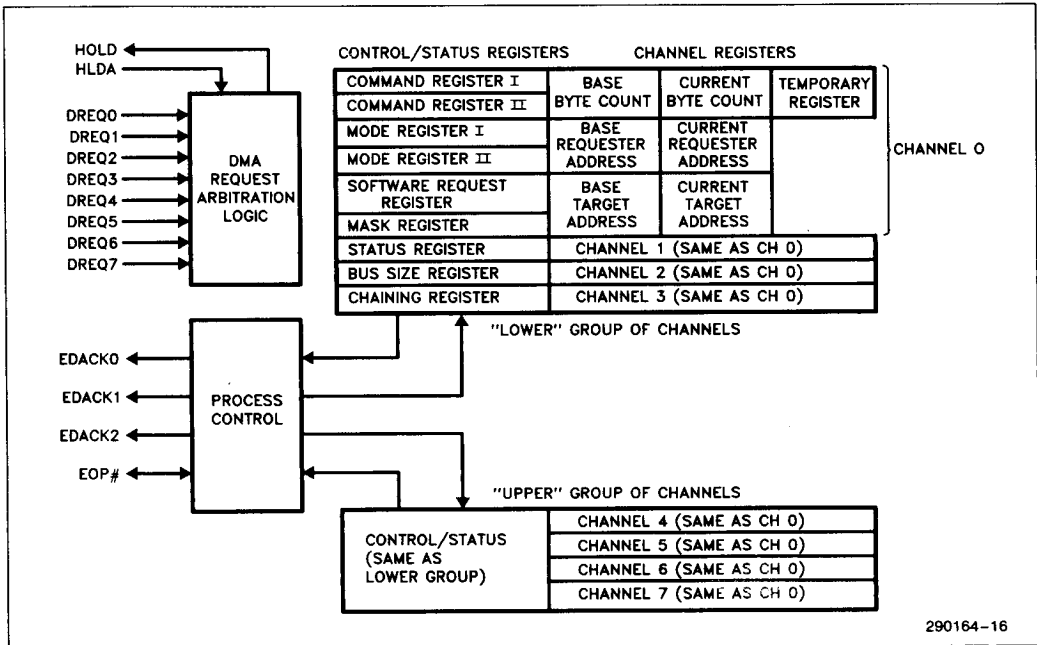 HOLD
HLDA
DREQ0
DREQ1
DREQ2
DREQ3
DREQ4
DREQ5
DREQ6
DREQ7
DMA
REQUEST
ARBITRATION
LOGIC
CONTROL/STATUS REGISTERS
CHANNEL REGISTERS
COMMAND REGISTER I
COMMAND REGISTER II
MODE REGISTER I
MODE REGISTER II
SOFTWARE REQUEST
REGISTER
MASK REGISTER
STATUS REGISTER
BUS SIZE REGISTER
CHAINING REGISTER
BASE
BYTE COUNT
CURRENT
BYTE COUNT
TEMPORARY
REGISTER
BASE
REQUESTER
ADDRESS
CURRENT
REQUESTER
ADDRESS
BASE
TARGET
ADDRESS
CURRENT
TARGET
ADDRESS
CHANNEL 0
CHANNEL 1 (SAME AS CH 0)
CHANNEL 2 (SAME AS CH 0)
CHANNEL 3 (SAME AS CH 0)
"LOWER" GROUP OF CHANNELS
EDACK0
EDACK1
EDACK2
EOP#
PROCESS
CONTROL
"UPPER" GROUP OF CHANNELS
CONTROL/STATUS
(SAME AS
LOWER GROUP)
CHANNEL 4 (SAME AS CH 0)
CHANNEL 5 (SAME AS CH 0)
CHANNEL 6 (SAME AS CH 0)
CHANNEL 7 (SAME AS CH 0)
290164-16